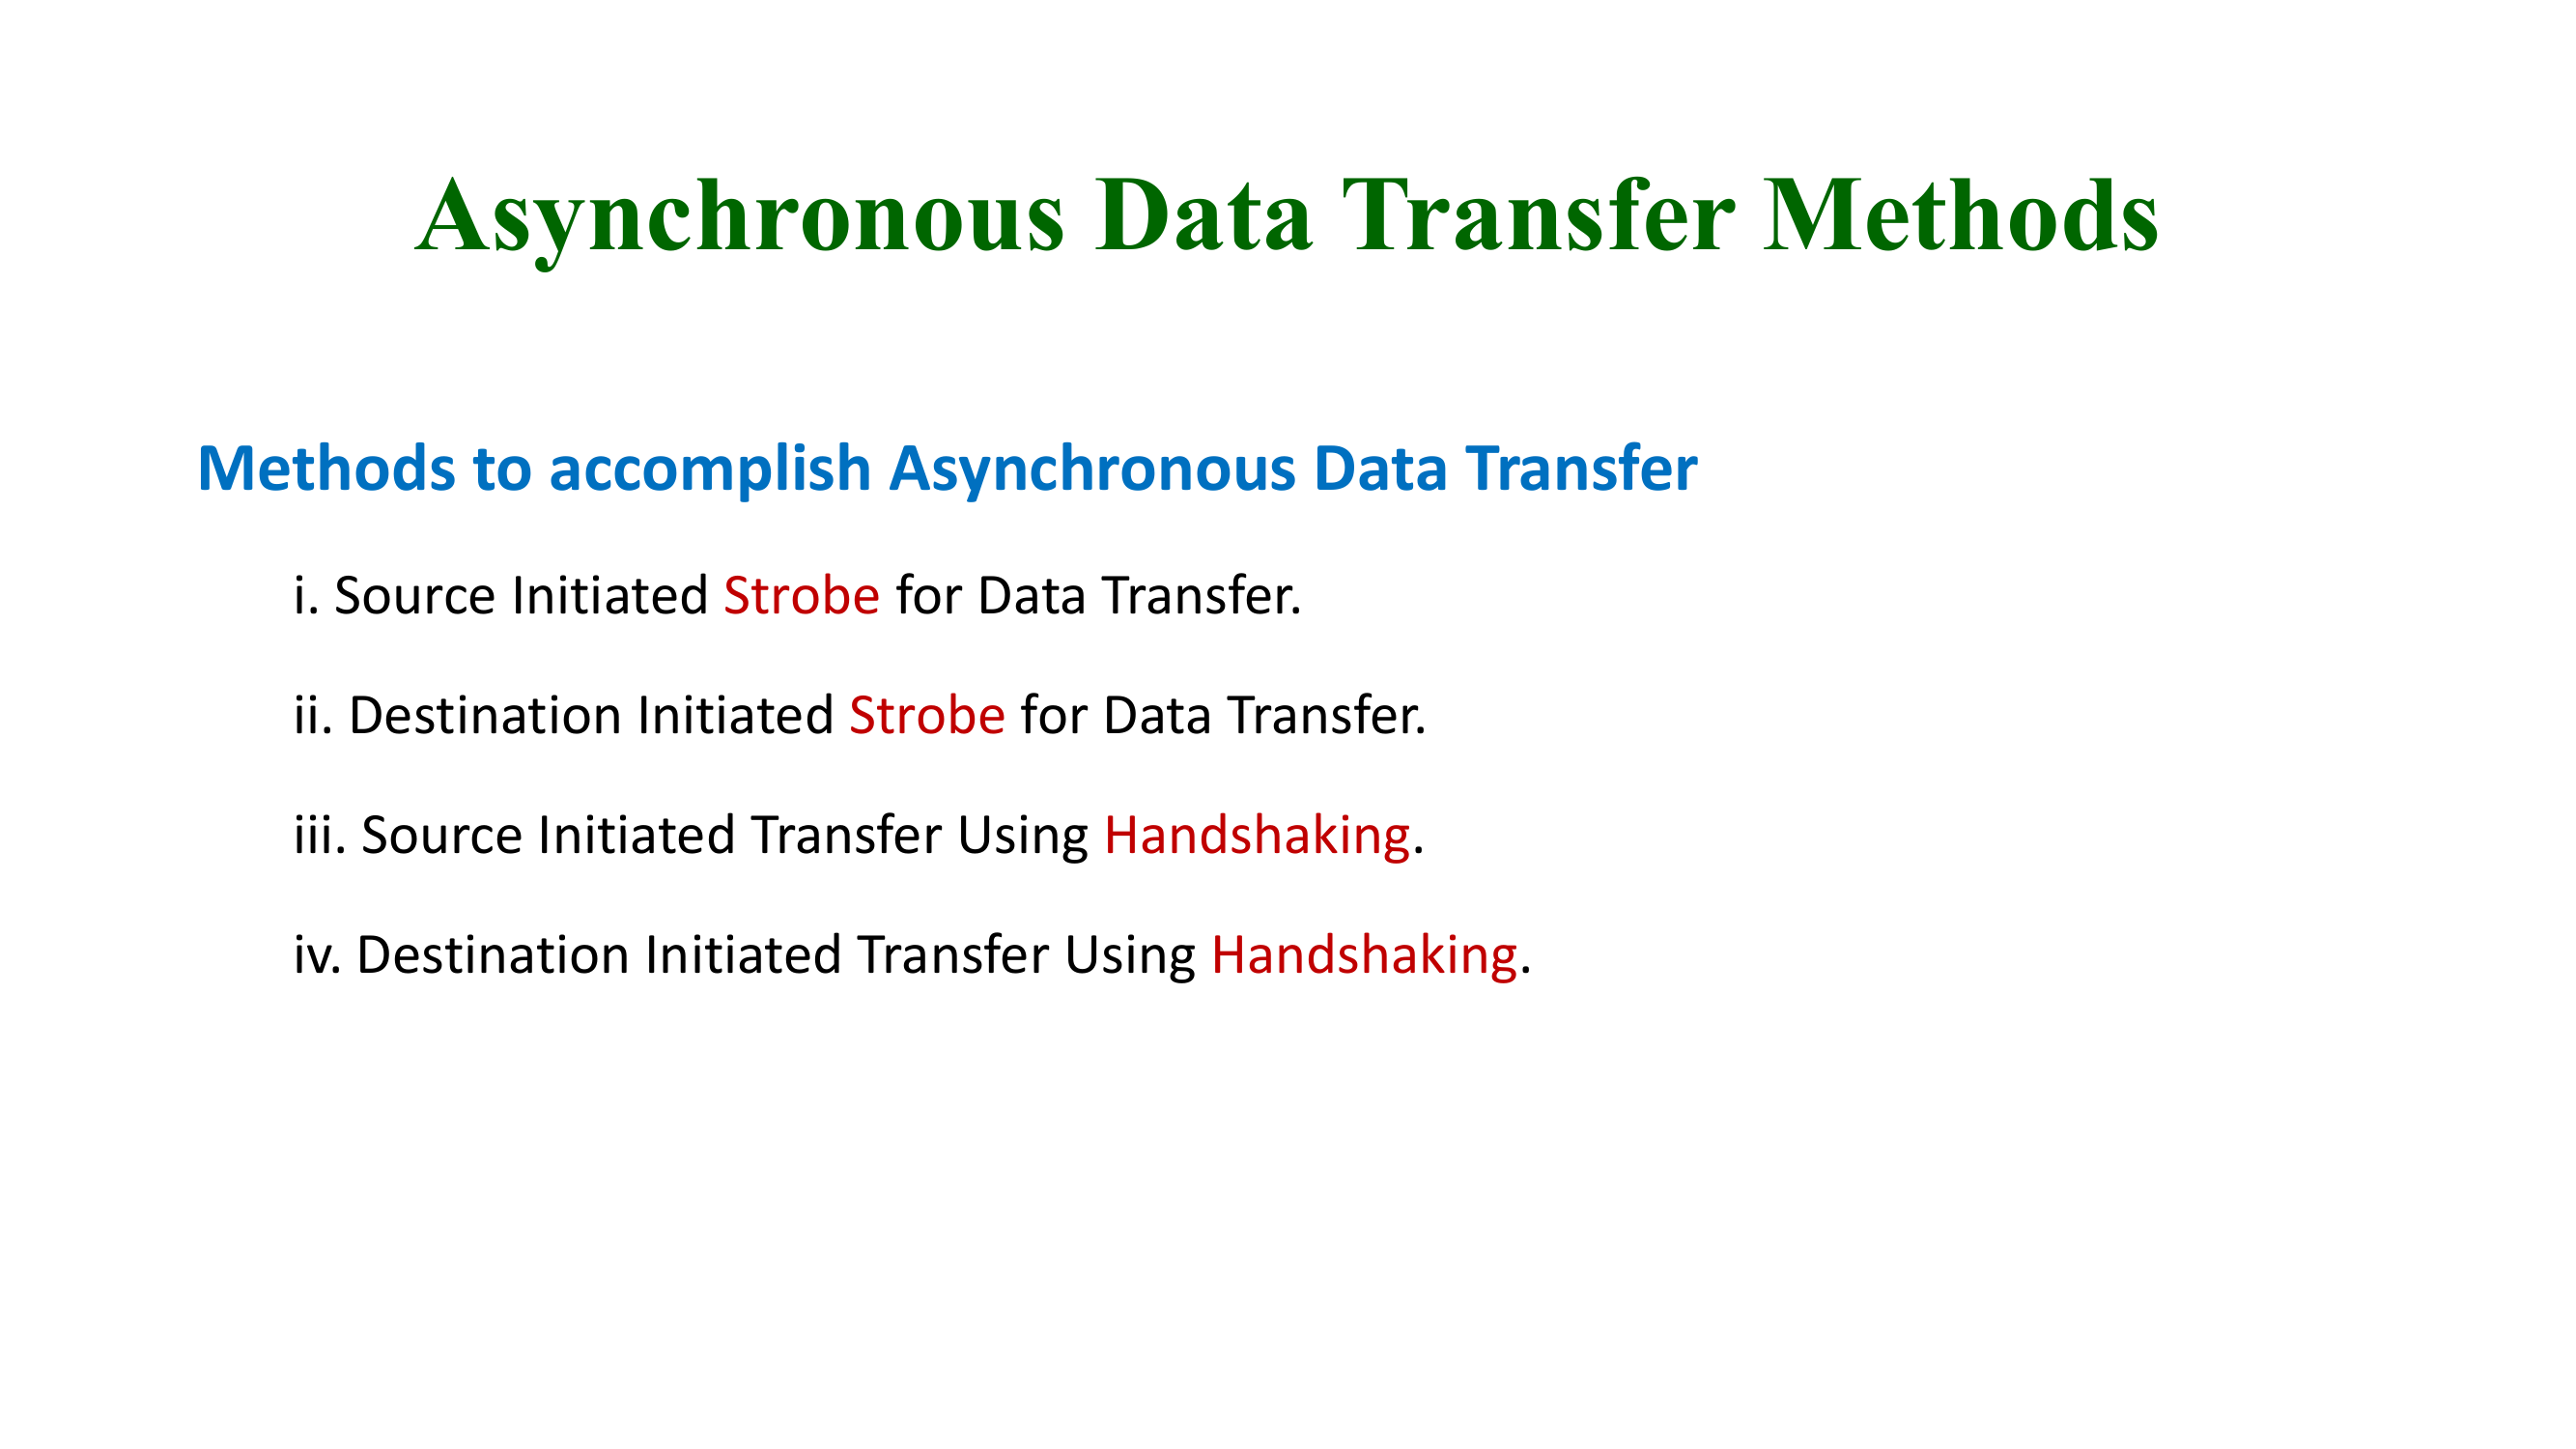 Asynchronous Data Transfer Methods
Methods to accomplish Asynchronous Data Transfer
i. Source Initiated Strobe for Data Transfer.
ii. Destination Initiated Strobe for Data Transfer.
iii. Source Initiated Transfer Using Handshaking.
iv. Destination Initiated Transfer Using Handshaking.